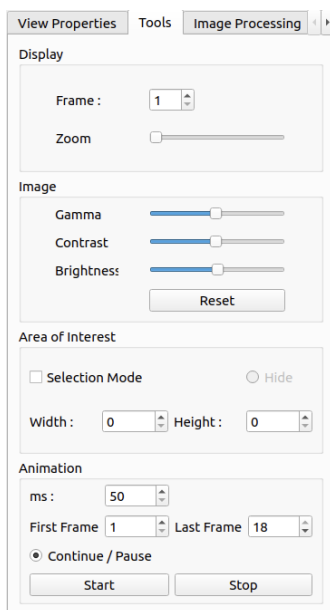 View Properties Tools Image Processing
Display
Frame : 1
Zoom
Image
Gamma
Contrast
Brightness
Reset
Area of Interest
Selection Mode Hide
Width : 0 Height : 0
Animation
ms : 50
First Frame 1 Last Frame 18
Continue / Pause
Start Stop